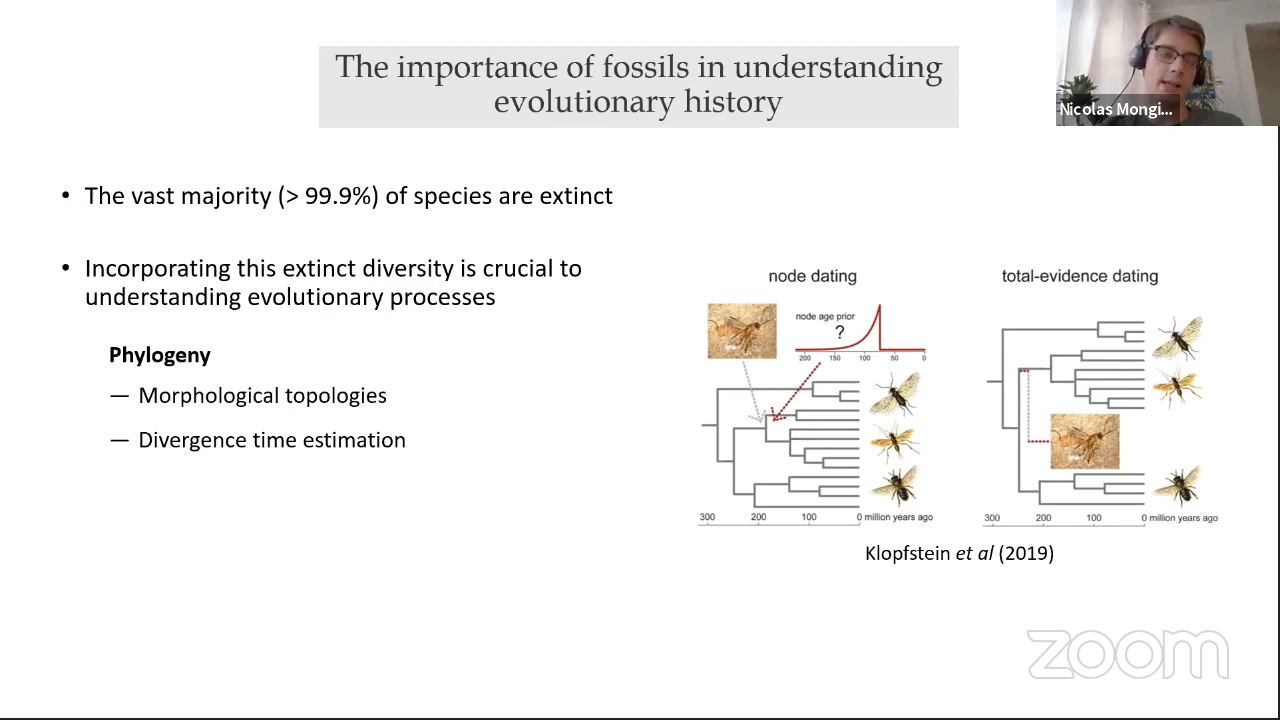 The importance of fossils in understanding
evolutionary history
Nicolas Mongi...
• The vast majority (> 99.9%) of species are extinct
• Incorporating this extinct diversity is crucial to
understanding evolutionary processes
Phylogeny
— Morphological topologies
— Divergence time estimation
node dating
node age prior
?
200 150 100 50 0
300 200 100 0 million years ago
total-evidence dating
300 200 100 0 million years ago
Klopfstein et al (2019)
zoom